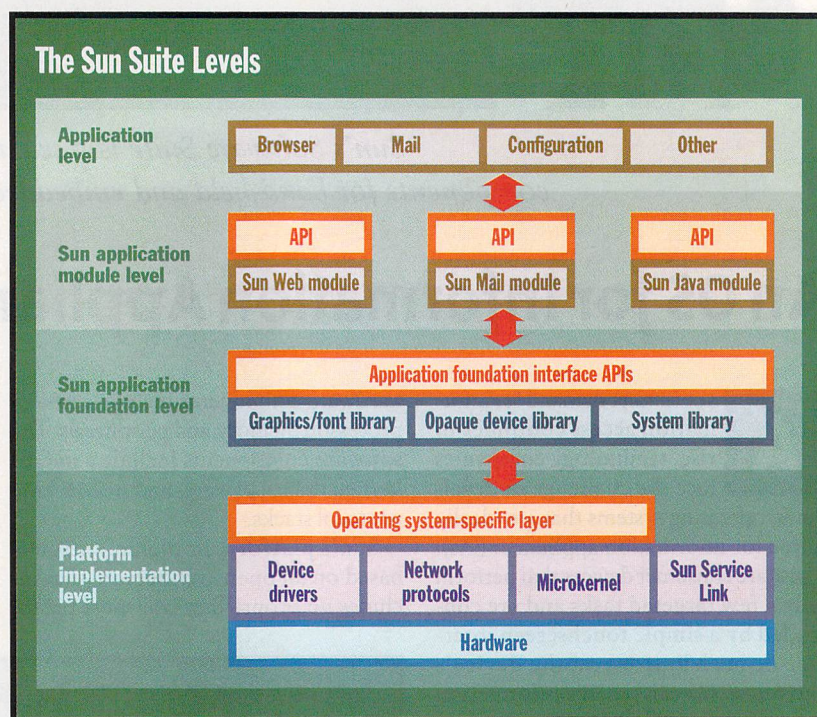 The Sun Suite Levels
Application
level
Browser
Mail
Configuration
Other
Sun application
module level
API
API
API
Sun Web module
Sun Mail module
Sun Java module
Sun application
foundation level
Application foundation interface APIs
Graphics/font library
Opaque device library
System library
Platform
implementation
level
Operating system-specific layer
Device
drivers
Network
protocols
Microkernel
Sun Service
Link
Hardware